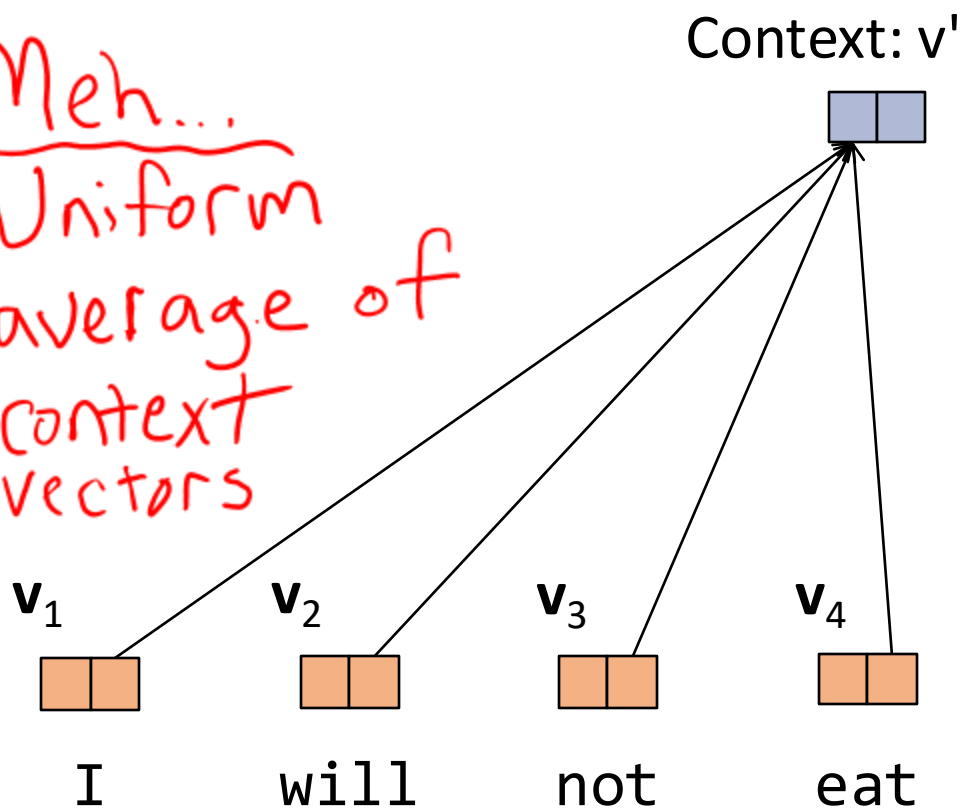 Context: v'
Meh...
Uniform
average of
context
vectors
v1 v2 v3 v4
I will not eat